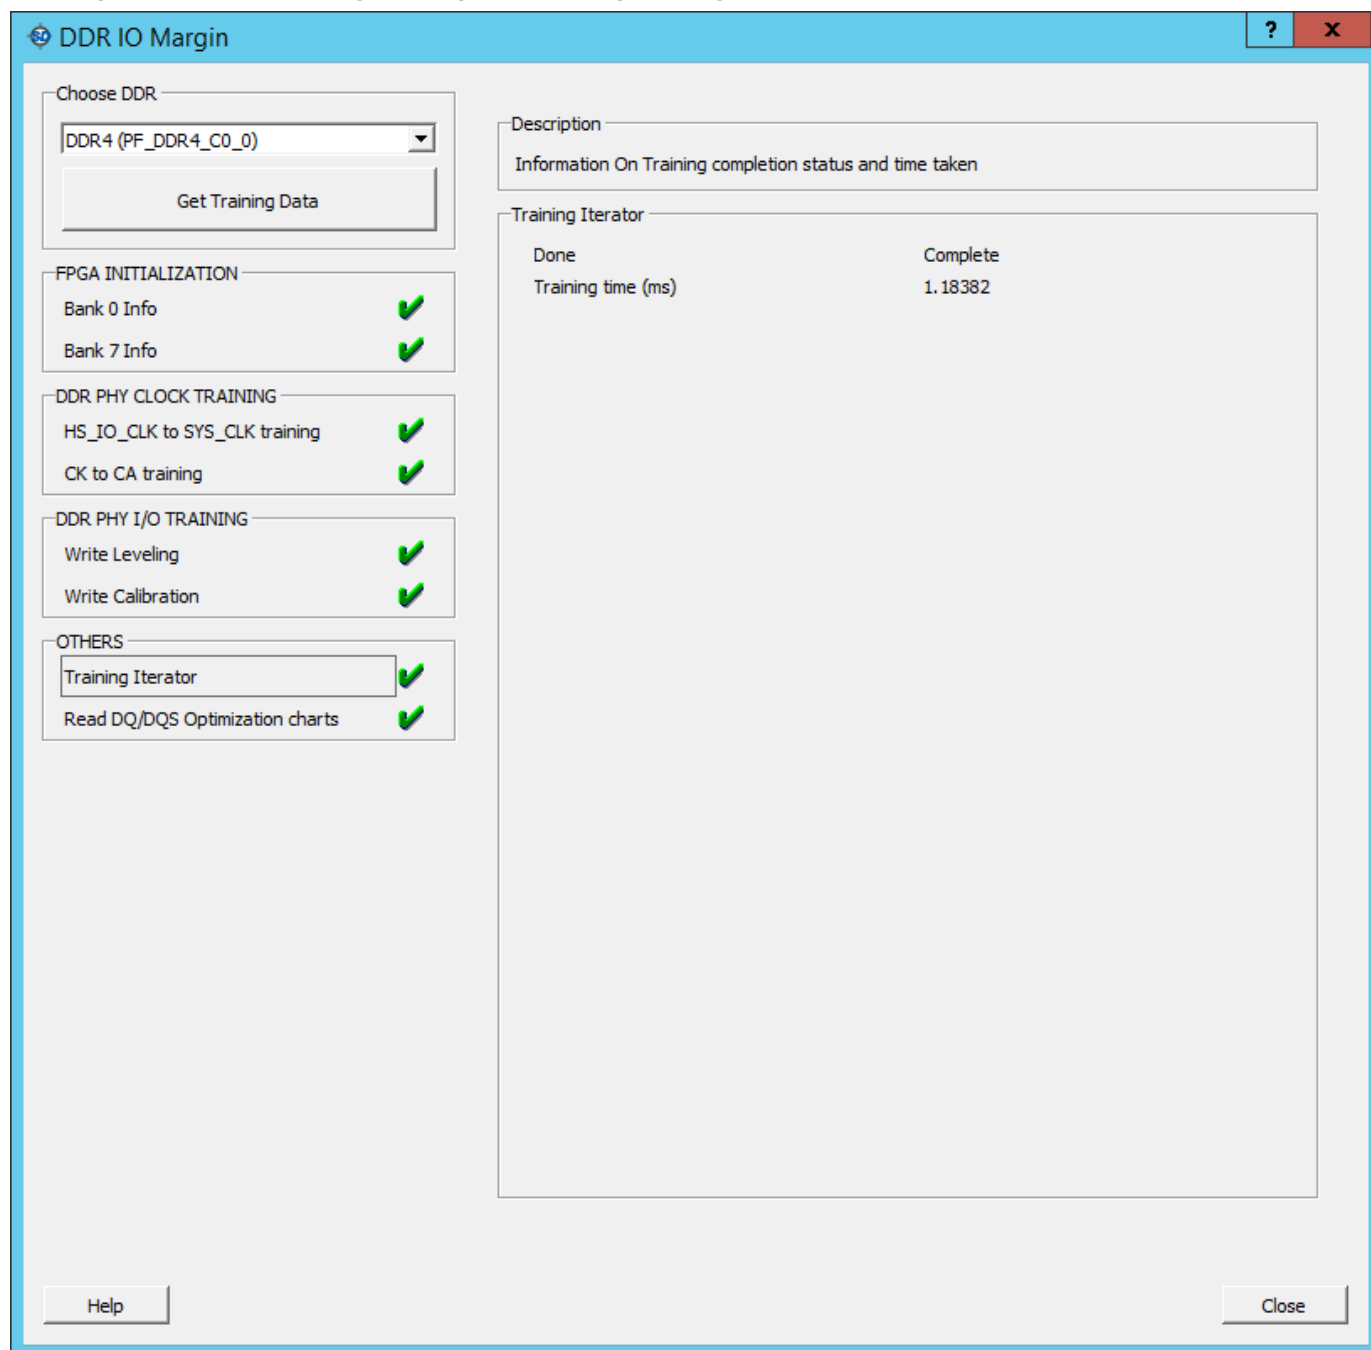 DDR IO Margin
?
x
Choose DDR
DDR4 (PF_DDR4_C0_0)
Get Training Data
FPGA INITIALIZATION
Bank 0 Info
Bank 7 Info
DDR PHY CLOCK TRAINING
HS_IO_CLK to SYS_CLK training
CK to CA training
DDR PHY I/O TRAINING
Write Leveling
Write Calibration
OTHERS
Training Iterator
Read DQ/DQS Optimization charts
Description
Information On Training completion status and time taken
Training Iterator
Done Complete
Training time (ms) 1.18382
Help
Close